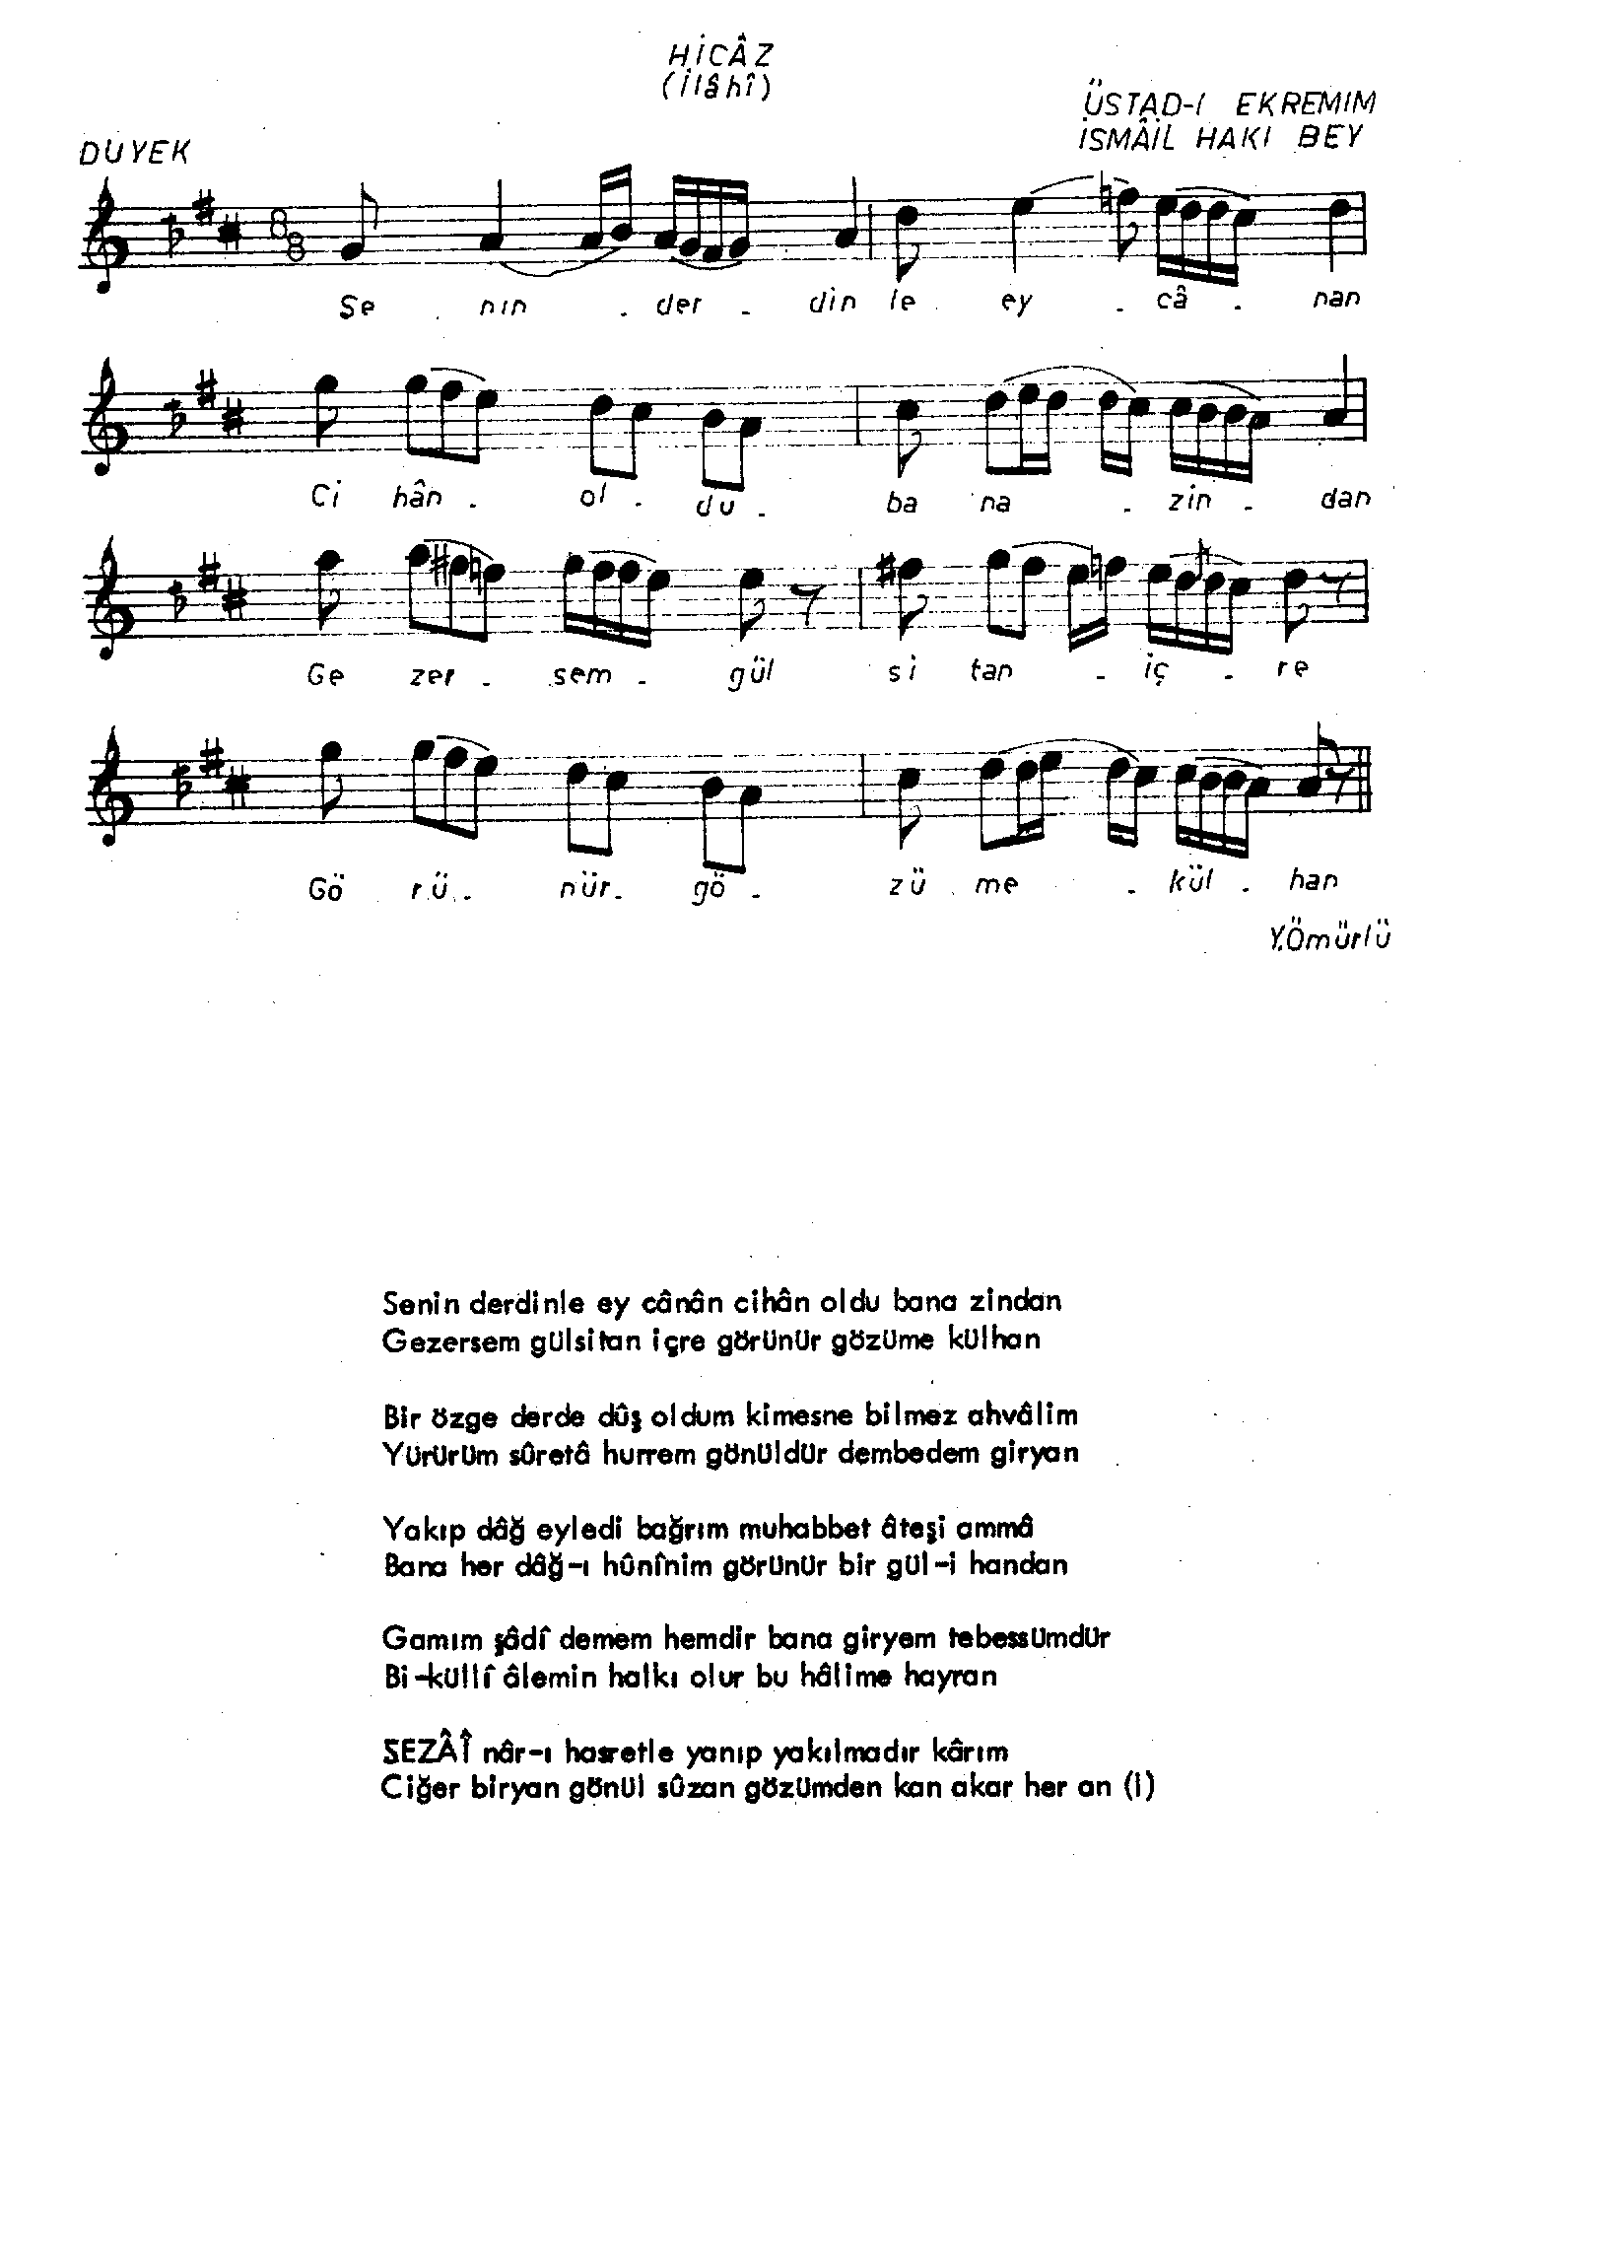 HİCÂZ
(ilâhî)
ÜSTAD-I EKREMIM
İSMÂİL HAKI BEY
DUYEK
8
8
Se . nın . der - din le . ey - câ - nan
Ci hân . ol . du . ba na . zin - dan
Ge zer - sem . gül si tan - iç - re
Gö rü . nür . gö . zü me . kül . han
Y.Ömürlü
Senin derdinle ey cânân cihân oldu bana zindan
Gezersem gülsitan içre görünür gözüme külhan
Bir özge derde dûş oldum kimesne bilmez ahvâlim
Yürürüm sûretâ hurrem gönüldür dembedem giryan
Yakıp dâğ eyledi bağrım muhabbet âteşi ammâ
Bana her dâğ-ı hûnînim görünür bir gül-i handan
Gamım şâdî demem hemdir bana giryem tebessümdür
Bi-küllî âlemin halkı olur bu hâlime hayran
SEZÂÎ nâr-ı hasretle yanıp yakılmadır kârım
Ciğer biryan gönül sûzan gözümden kan akar her an (i)